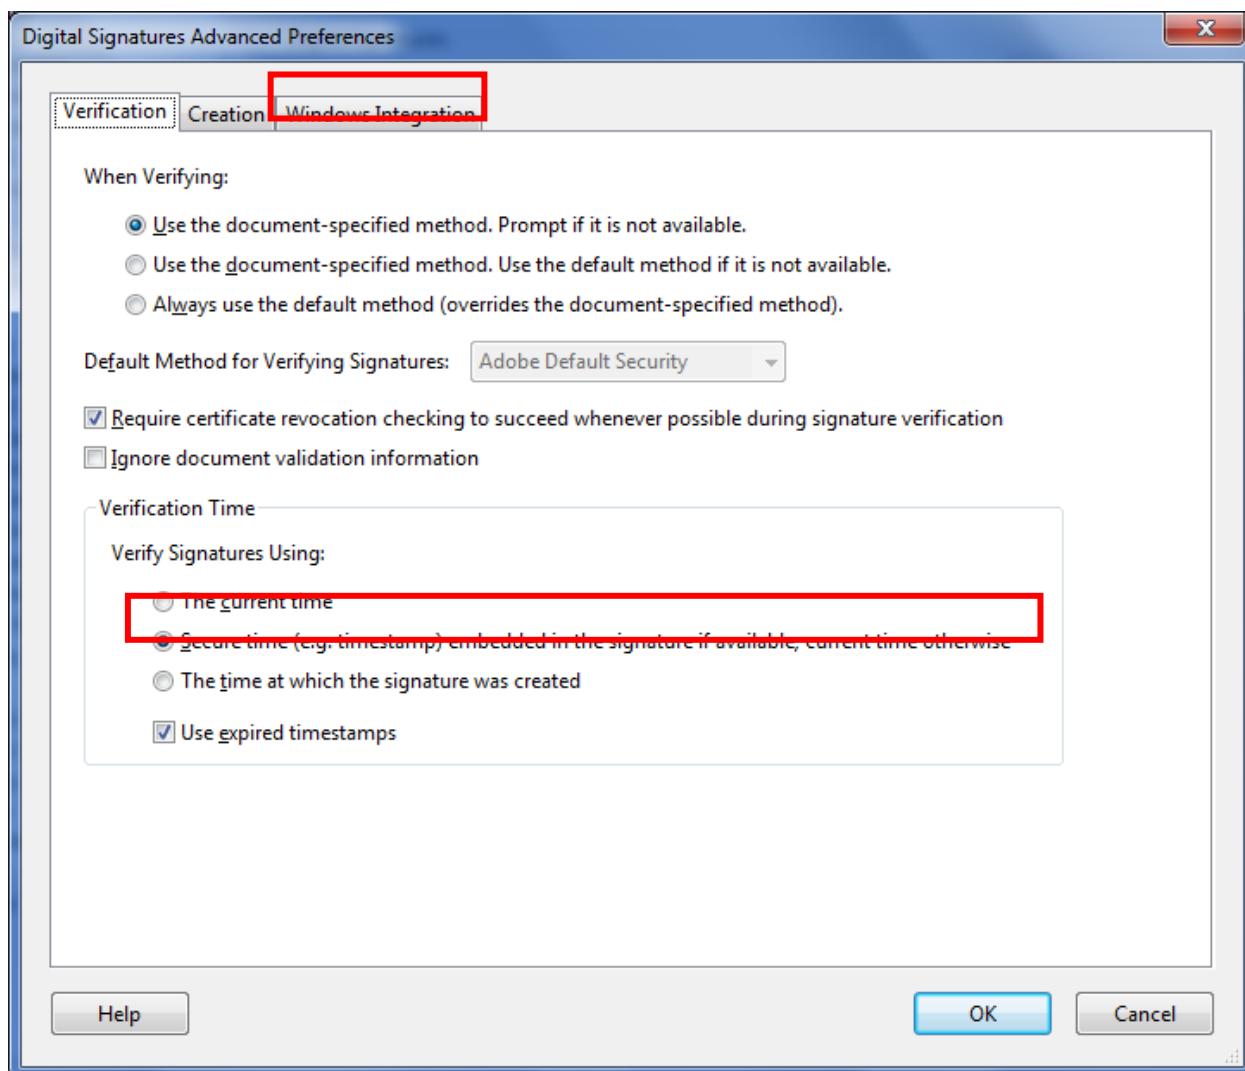 Digital Signatures Advanced Preferences
Verification Creation Windows Integration
When Verifying:
Use the document-specified method. Prompt if it is not available.
Use the document-specified method. Use the default method if it is not available.
Always use the default method (overrides the document-specified method).
Default Method for Verifying Signatures: Adobe Default Security
Require certificate revocation checking to succeed whenever possible during signature verification
Ignore document validation information
Verification Time
Verify Signatures Using:
The current time
Secure time (e.g. timestamp) embedded in the signature if available, current time otherwise
The time at which the signature was created
Use expired timestamps
Help OK Cancel